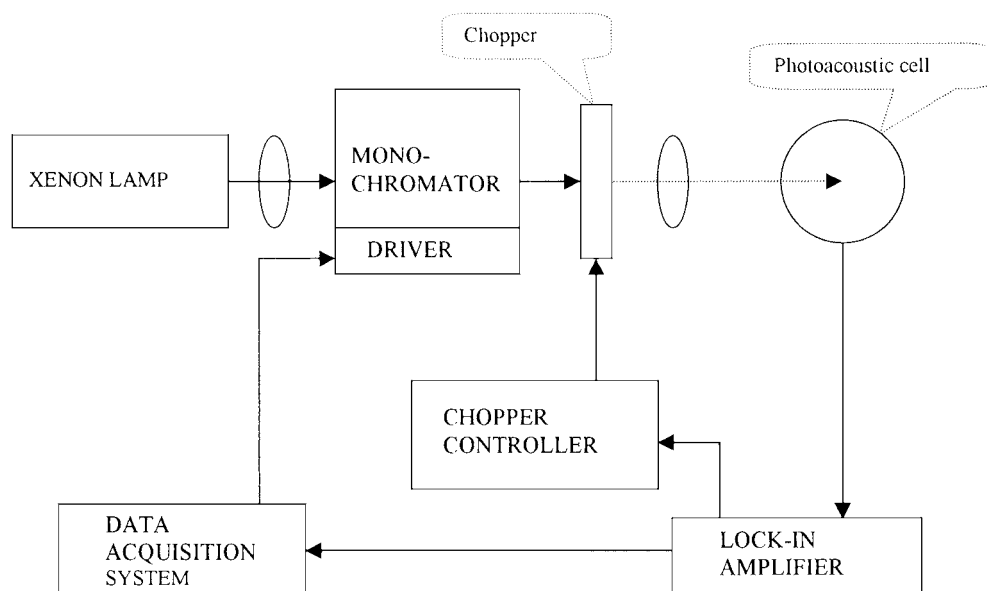 Chopper
Photoacoustic cell
XENON LAMP
MONO-
CHROMATOR
DRIVER
CHOPPER
CONTROLLER
DATA
ACQUISITION
SYSTEM
LOCK-IN
AMPLIFIER